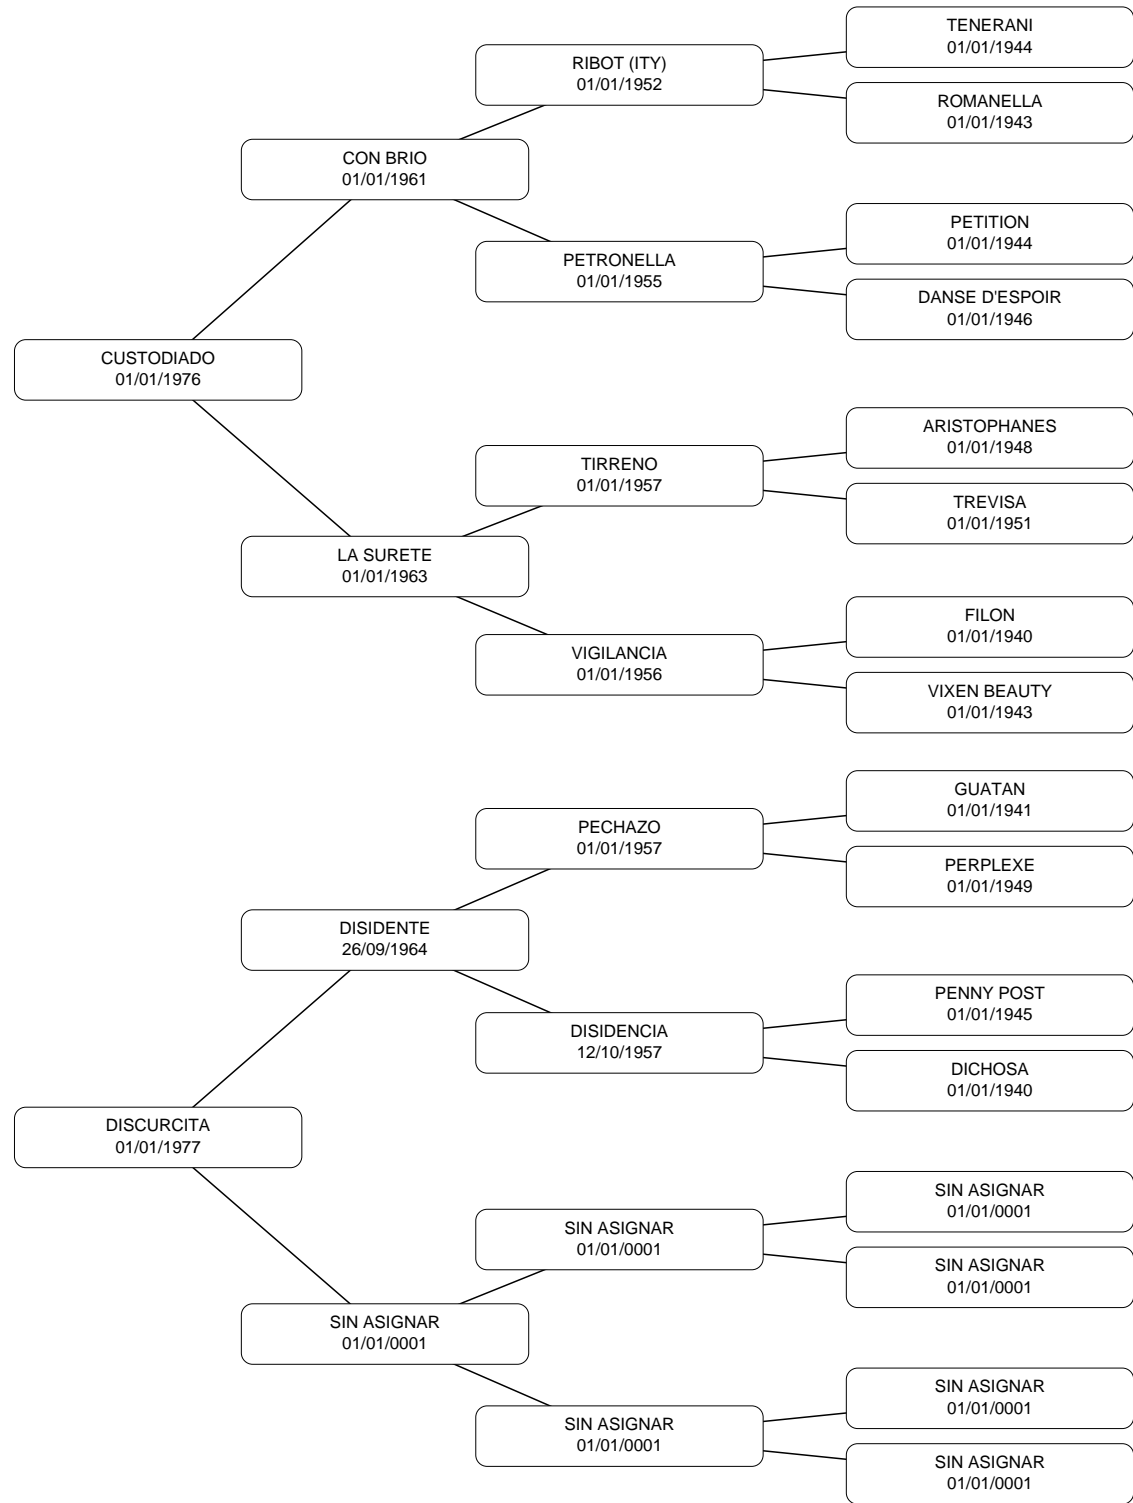 TENERANI
01/01/1944
RIBOT (ITY)
01/01/1952
ROMANELLA
01/01/1943
CON BRIO
01/01/1961
PETITION
01/01/1944
PETRONELLA
01/01/1955
DANSE D'ESPOIR
01/01/1946
CUSTODIADO
01/01/1976
ARISTOPHANES
01/01/1948
TIRRENO
01/01/1957
TREVISA
01/01/1951
LA SURETE
01/01/1963
FILON
01/01/1940
VIGILANCIA
01/01/1956
VIXEN BEAUTY
01/01/1943
GUATAN
01/01/1941
PECHAZO
01/01/1957
PERPLEXE
01/01/1949
DISIDENTE
26/09/1964
PENNY POST
01/01/1945
DISIDENCIA
12/10/1957
DICHOSA
01/01/1940
DISCURCITA
01/01/1977
SIN ASIGNAR
01/01/0001
SIN ASIGNAR
01/01/0001
SIN ASIGNAR
01/01/0001
SIN ASIGNAR
01/01/0001
SIN ASIGNAR
01/01/0001
SIN ASIGNAR
01/01/0001
SIN ASIGNAR
01/01/0001